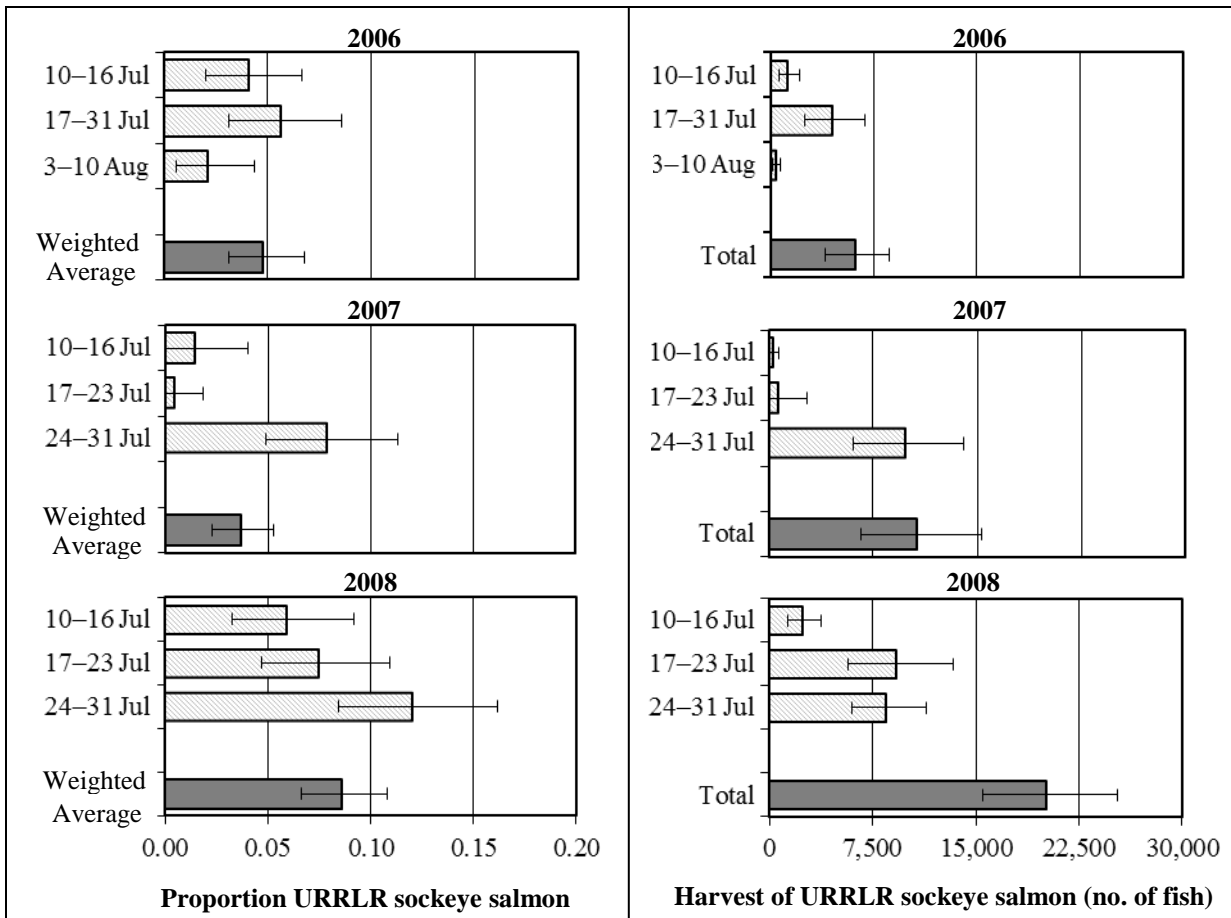 2006
10–16 Jul
17–31 Jul
3–10 Aug
Weighted
Average
2007
10–16 Jul
17–23 Jul
24–31 Jul
Weighted
Average
2008
10–16 Jul
17–23 Jul
24–31 Jul
Weighted
Average
0.00 0.05 0.10 0.15 0.20
Proportion URRLR sockeye salmon
2006
10–16 Jul
17–31 Jul
3–10 Aug
Total
2007
10–16 Jul
17–23 Jul
24–31 Jul
Total
2008
10–16 Jul
17–23 Jul
24–31 Jul
Total
0 7,500 15,000 22,500 30,000
Harvest of URRLR sockeye salmon (no. of fish)